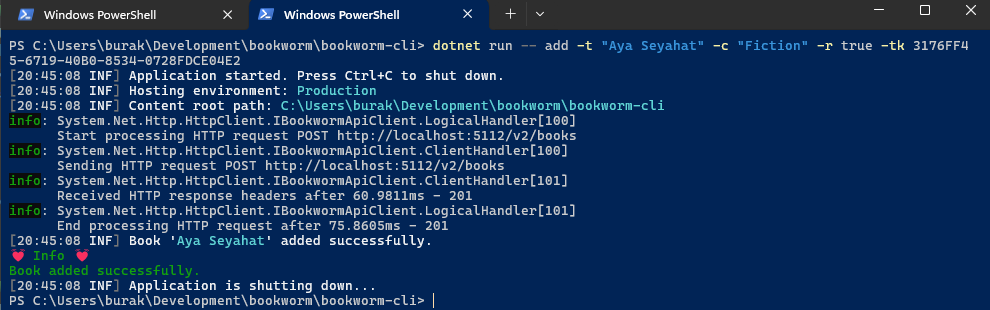 Windows PowerShell
Windows PowerShell
PS C:\Users\burak\Development\bookworm\bookworm-cli> dotnet run -- add -t "Aya Seyahat" -c "Fiction" -r true -tk 3176FF4
5-6719-40B0-8534-0728FDCE04E2
[20:45:08 INF] Application started. Press Ctrl+C to shut down.
[20:45:08 INF] Hosting environment: Production
[20:45:08 INF] Content root path: C:\Users\burak\Development\bookworm\bookworm-cli
info: System.Net.Http.HttpClient.IBookwormApiClient.LogicalHandler[100]
Start processing HTTP request POST http://localhost:5112/v2/books
info: System.Net.Http.HttpClient.IBookwormApiClient.ClientHandler[100]
Sending HTTP request POST http://localhost:5112/v2/books
info: System.Net.Http.HttpClient.IBookwormApiClient.ClientHandler[101]
Received HTTP response headers after 60.9811ms - 201
info: System.Net.Http.HttpClient.IBookwormApiClient.LogicalHandler[101]
End processing HTTP request after 75.8605ms - 201
[20:45:08 INF] Book 'Aya Seyahat' added successfully.
💓 Info 💓
Book added successfully.
[20:45:08 INF] Application is shutting down...
PS C:\Users\burak\Development\bookworm\bookworm-cli>